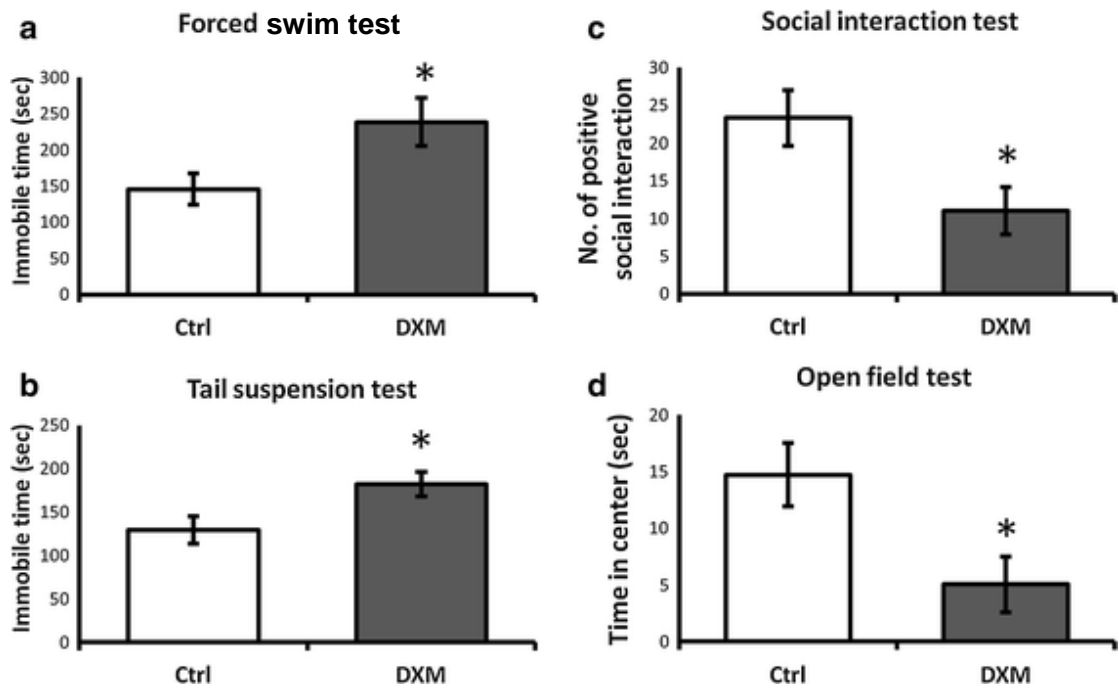 a
Forced swim test
Immobile time (sec)
300
250
200
150
100
50
0
*
Ctrl
DXM
b
Tail suspension test
Immobile time (sec)
250
200
150
100
50
0
*
Ctrl
DXM
c
Social interaction test
No. of positive
social interaction
30
25
20
15
10
5
0
*
Ctrl
DXM
d
Open field test
Time in center (sec)
20
15
10
5
0
*
Ctrl
DXM